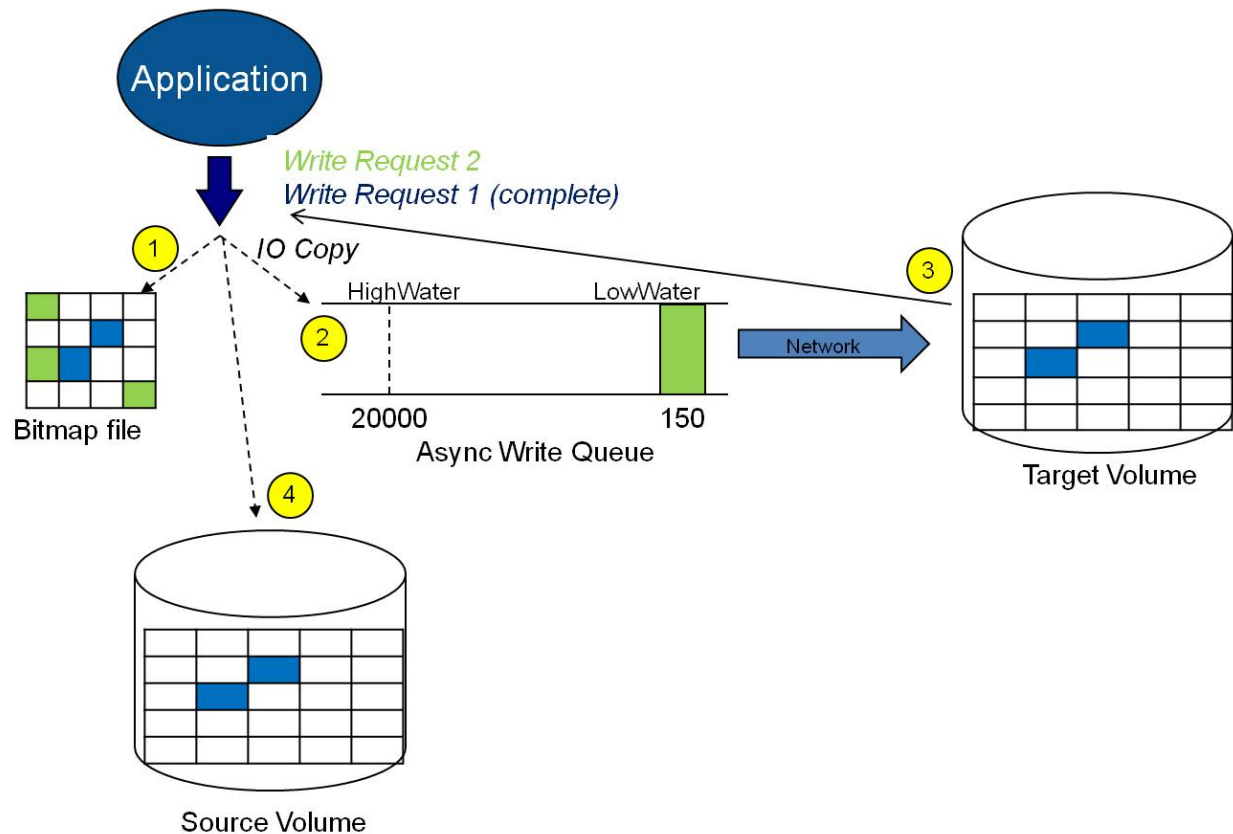 Application
Write Request 2
Write Request 1 (complete)
1
IO Copy
3
HighWater
LowWater
2
Network
20000
150
Bitmap file
Async Write Queue
Target Volume
4
Source Volume